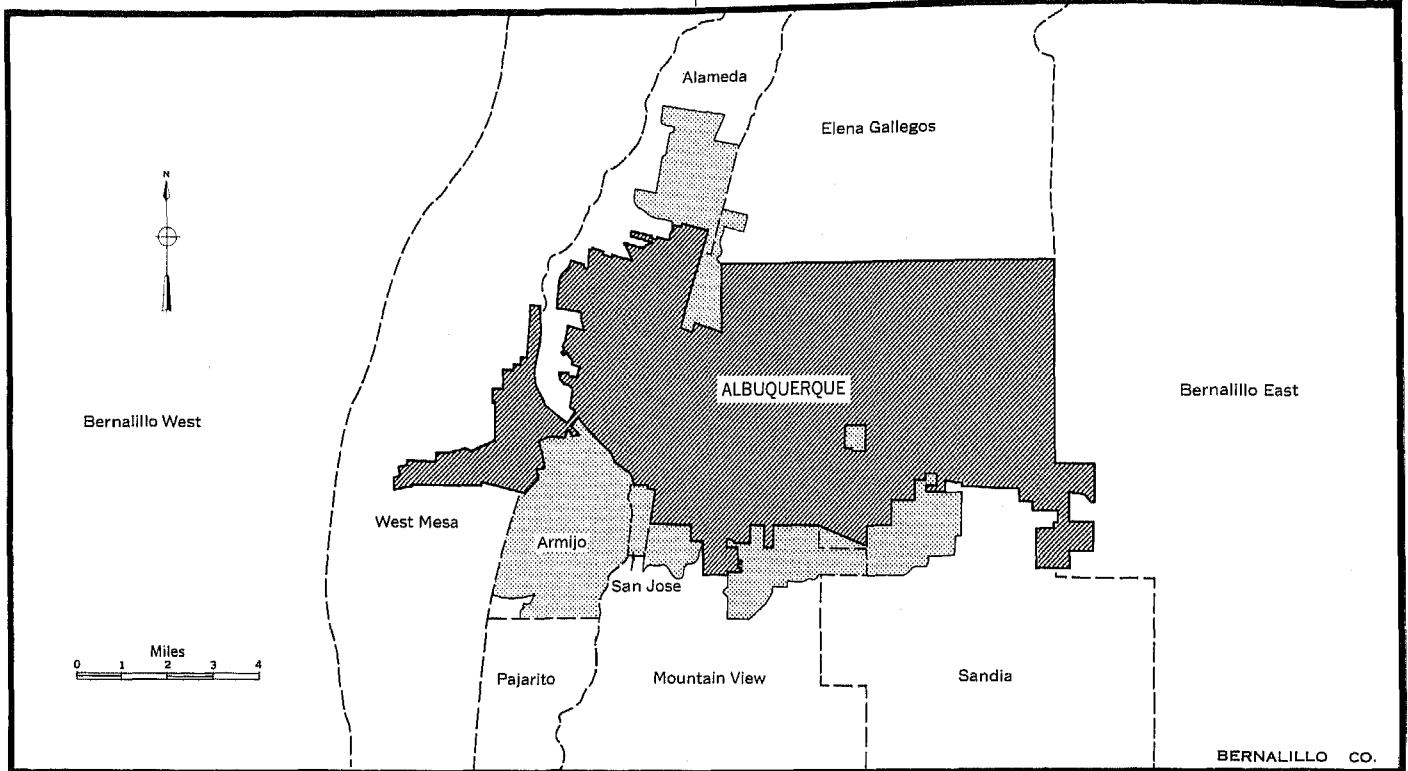 Alameda
Elena Gallegos
N
ALBUQUERQUE
Bernalillo East
Bernalillo West
West Mesa
Armijo
San Jose
Miles
0 1 2 3 4
Pajarito
Mountain View
Sandia
BERNALILLO CO.